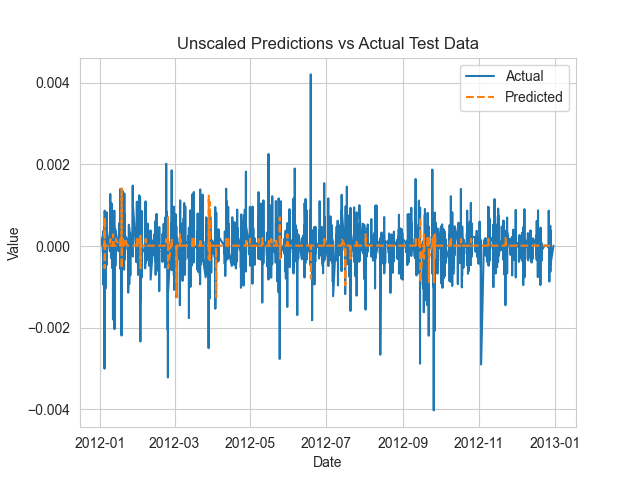 Unscaled Predictions vs Actual Test Data
Actual
Predicted
0.004
0.002
0.000
−0.002
−0.004
Value
2012-01 2012-03 2012-05 2012-07 2012-09 2012-11 2013-01
Date